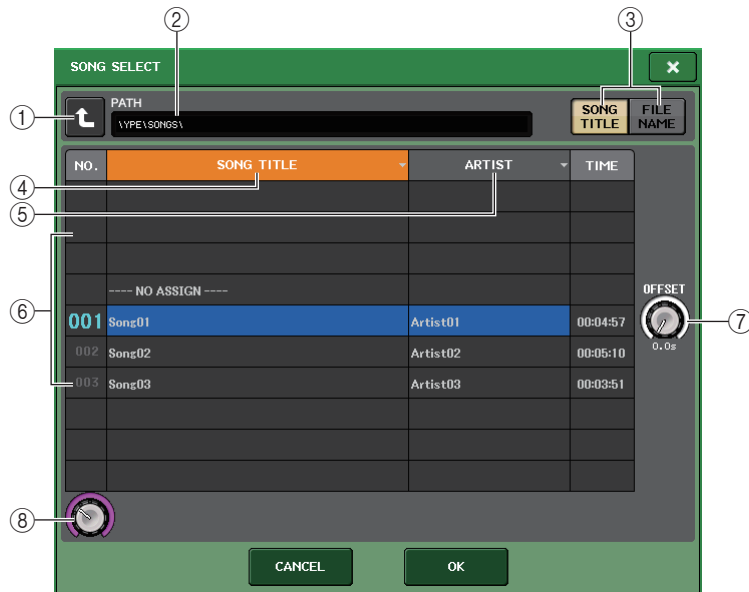 ② ③
SONG SELECT ×
① PATH
\YPE\SONGS\
SONG TITLE FILE NAME
NO. SONG TITLE ARTIST TIME
④
⑤
---- NO ASSIGN ----
OFFSET
⑥ 001 Song01 Artist01 00:04:57 ⑦
0.0s
002 Song02 Artist02 00:05:10
003 Song03 Artist03 00:03:51
⑧
CANCEL OK